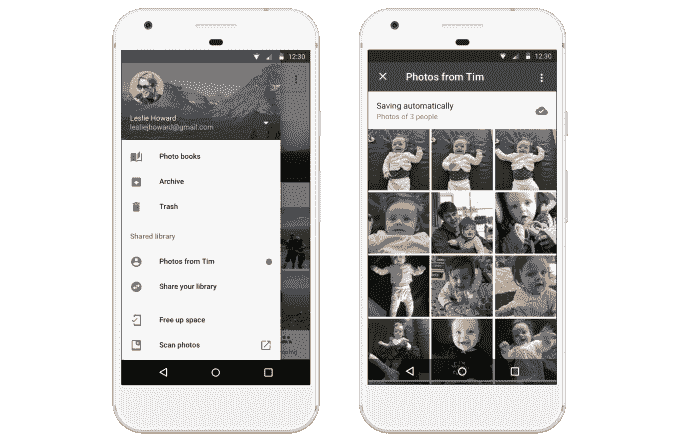 12:30
Leslie Howard
lesliejhoward@gmail.com
Photo books
Archive
Trash
Shared library
Photos from Tim
Share your library
Free up space
Scan photos
12:30
Photos from Tim
Saving automatically
Photos of 3 people